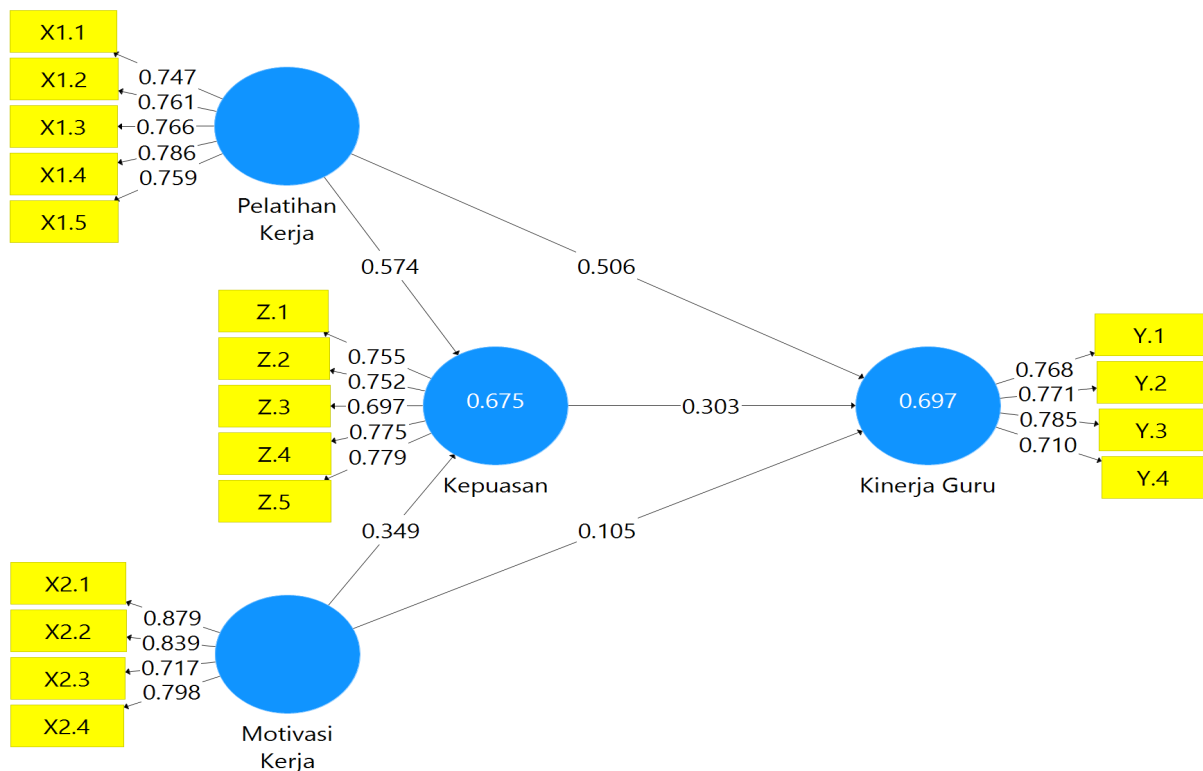 X1.1
X1.2
X1.3
X1.4
X1.5
0.747
0.761
0.766
0.786
0.759
Pelatihan
Kerja
0.574
0.506
Z.1
Z.2
Z.3
Z.4
Z.5
0.755
0.752
0.697
0.775
0.779
0.675
Kepuasan
0.303
0.697
Kinerja Guru
0.768
0.771
0.785
0.710
Y.1
Y.2
Y.3
Y.4
0.349
0.105
X2.1
X2.2
X2.3
X2.4
0.879
0.839
0.717
0.798
Motivasi
Kerja